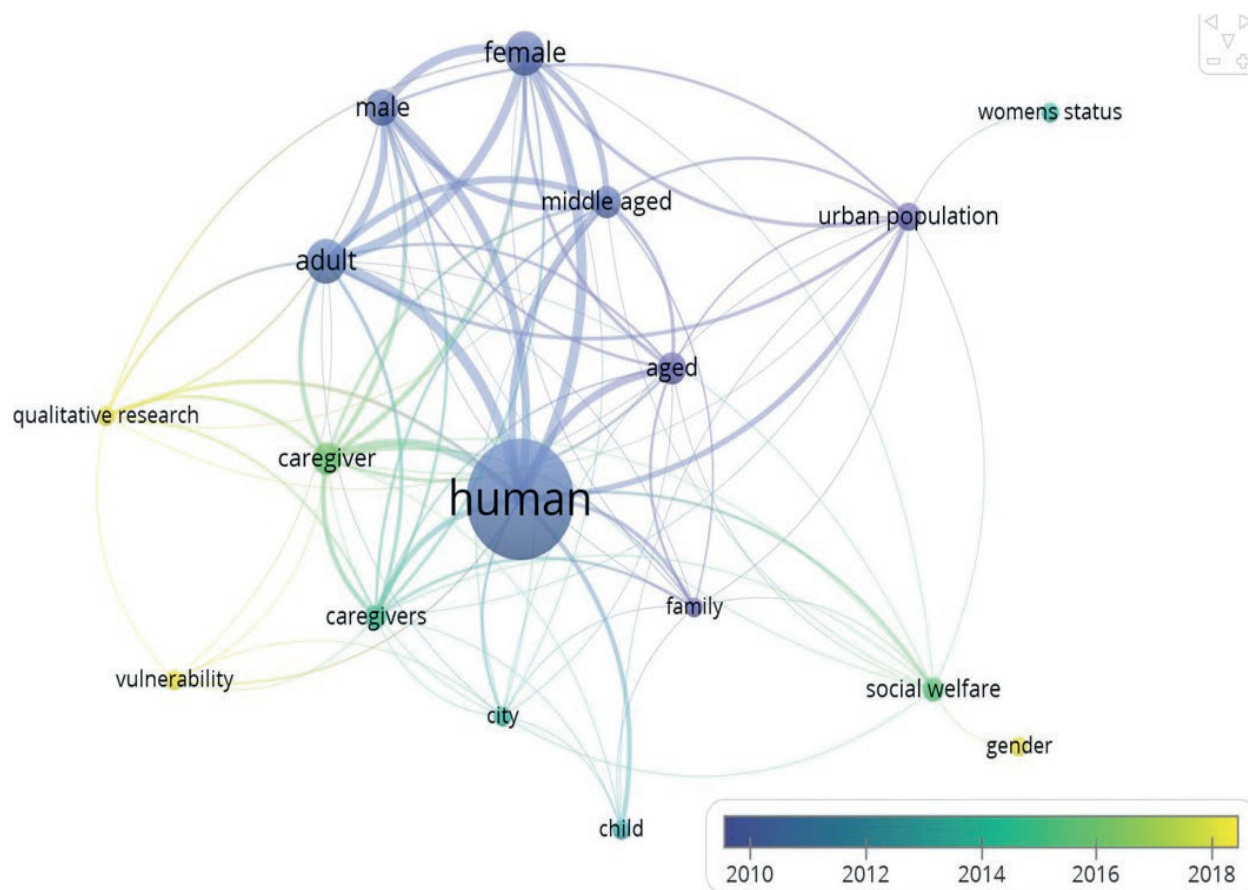 female
male
womens status
middle aged
urban population
adult
aged
qualitative research
caregiver
human
family
caregivers
vulnerability
social welfare
city
gender
child
2010 2012 2014 2016 2018